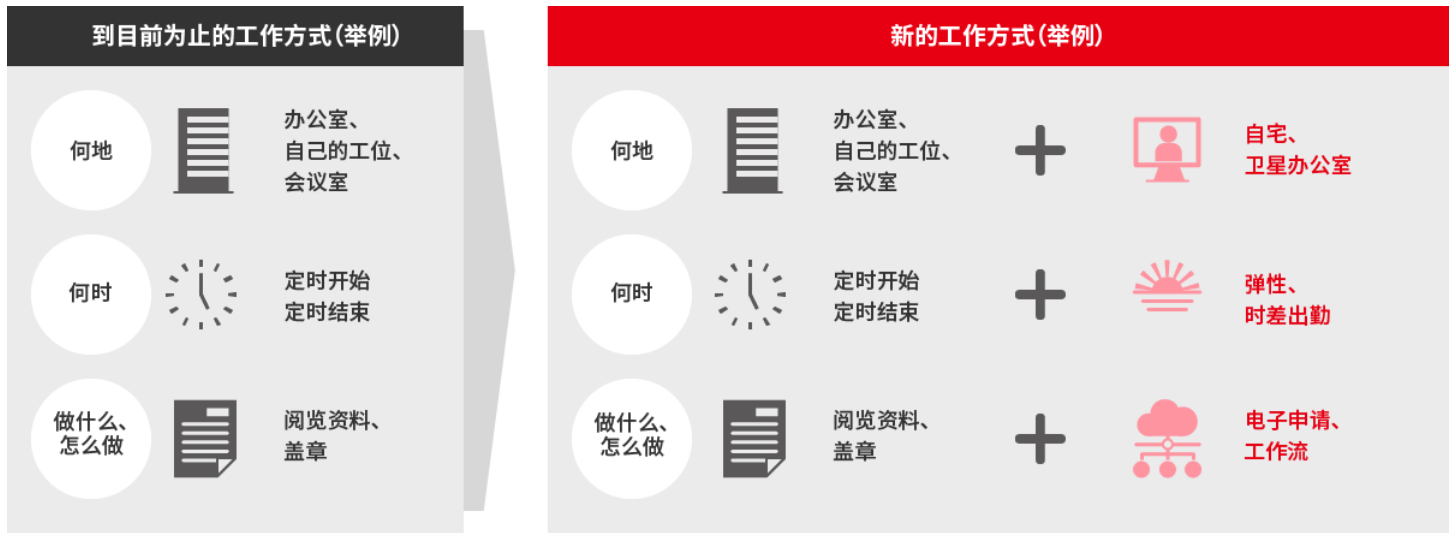 到目前为止的工作方式(举例)
何地
办公室、
自己的工位、
会议室
何时
定时开始
定时结束
做什么、
怎么做
阅览资料、
盖章
新的工作方式(举例)
何地
办公室、
自己的工位、
会议室
自宅、
卫星办公室
何时
定时开始
定时结束
弹性、
时差出勤
做什么、
怎么做
阅览资料、
盖章
电子申请、
工作流